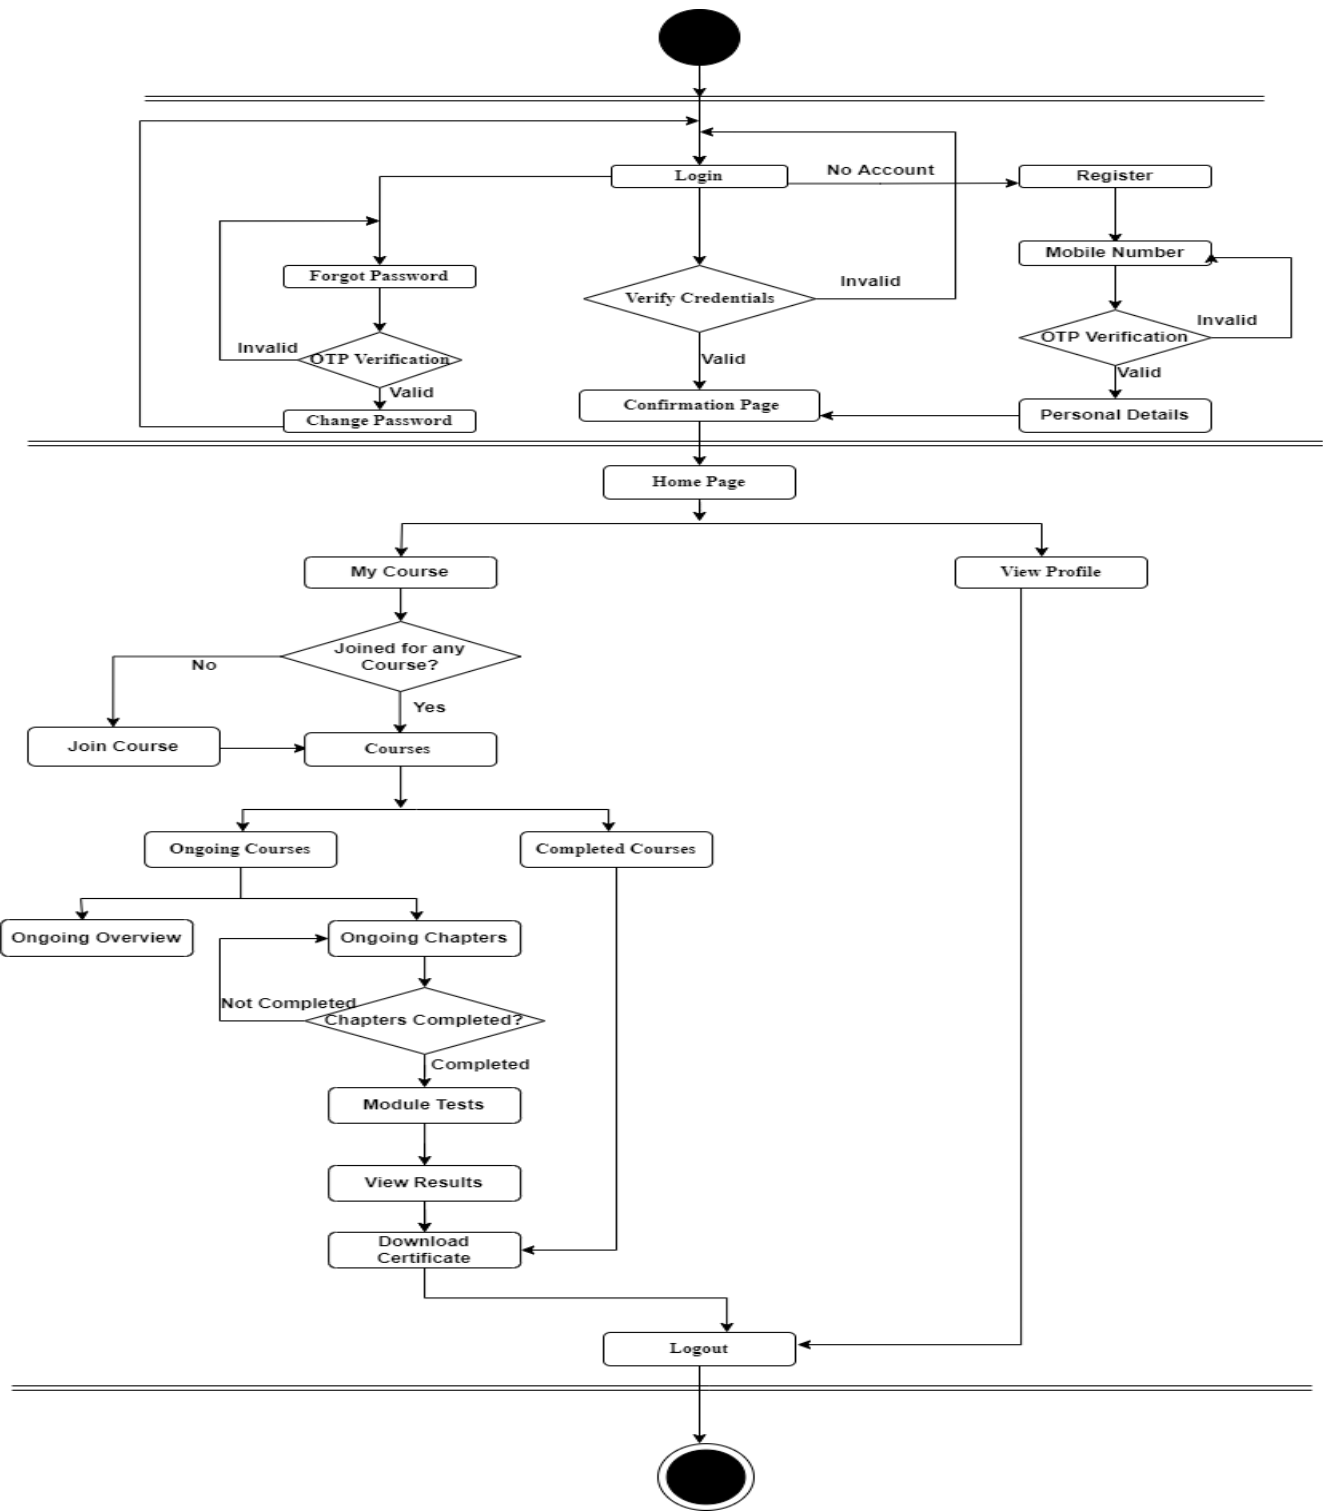 No Account
Login
Register
Mobile Number
Forgot Password
Invalid
Verify Credentials
Invalid
Invalid
OTP Verification
OTP Verification
Valid
Valid
Valid
Change Password
Confirmation Page
Personal Details
Home Page
My Course
View Profile
Joined for any
Course?
No
Yes
Join Course
Courses
Ongoing Courses
Completed Courses
Ongoing Overview
Ongoing Chapters
Not Completed
Chapters Completed?
Completed
Module Tests
View Results
Download
Certificate
Logout